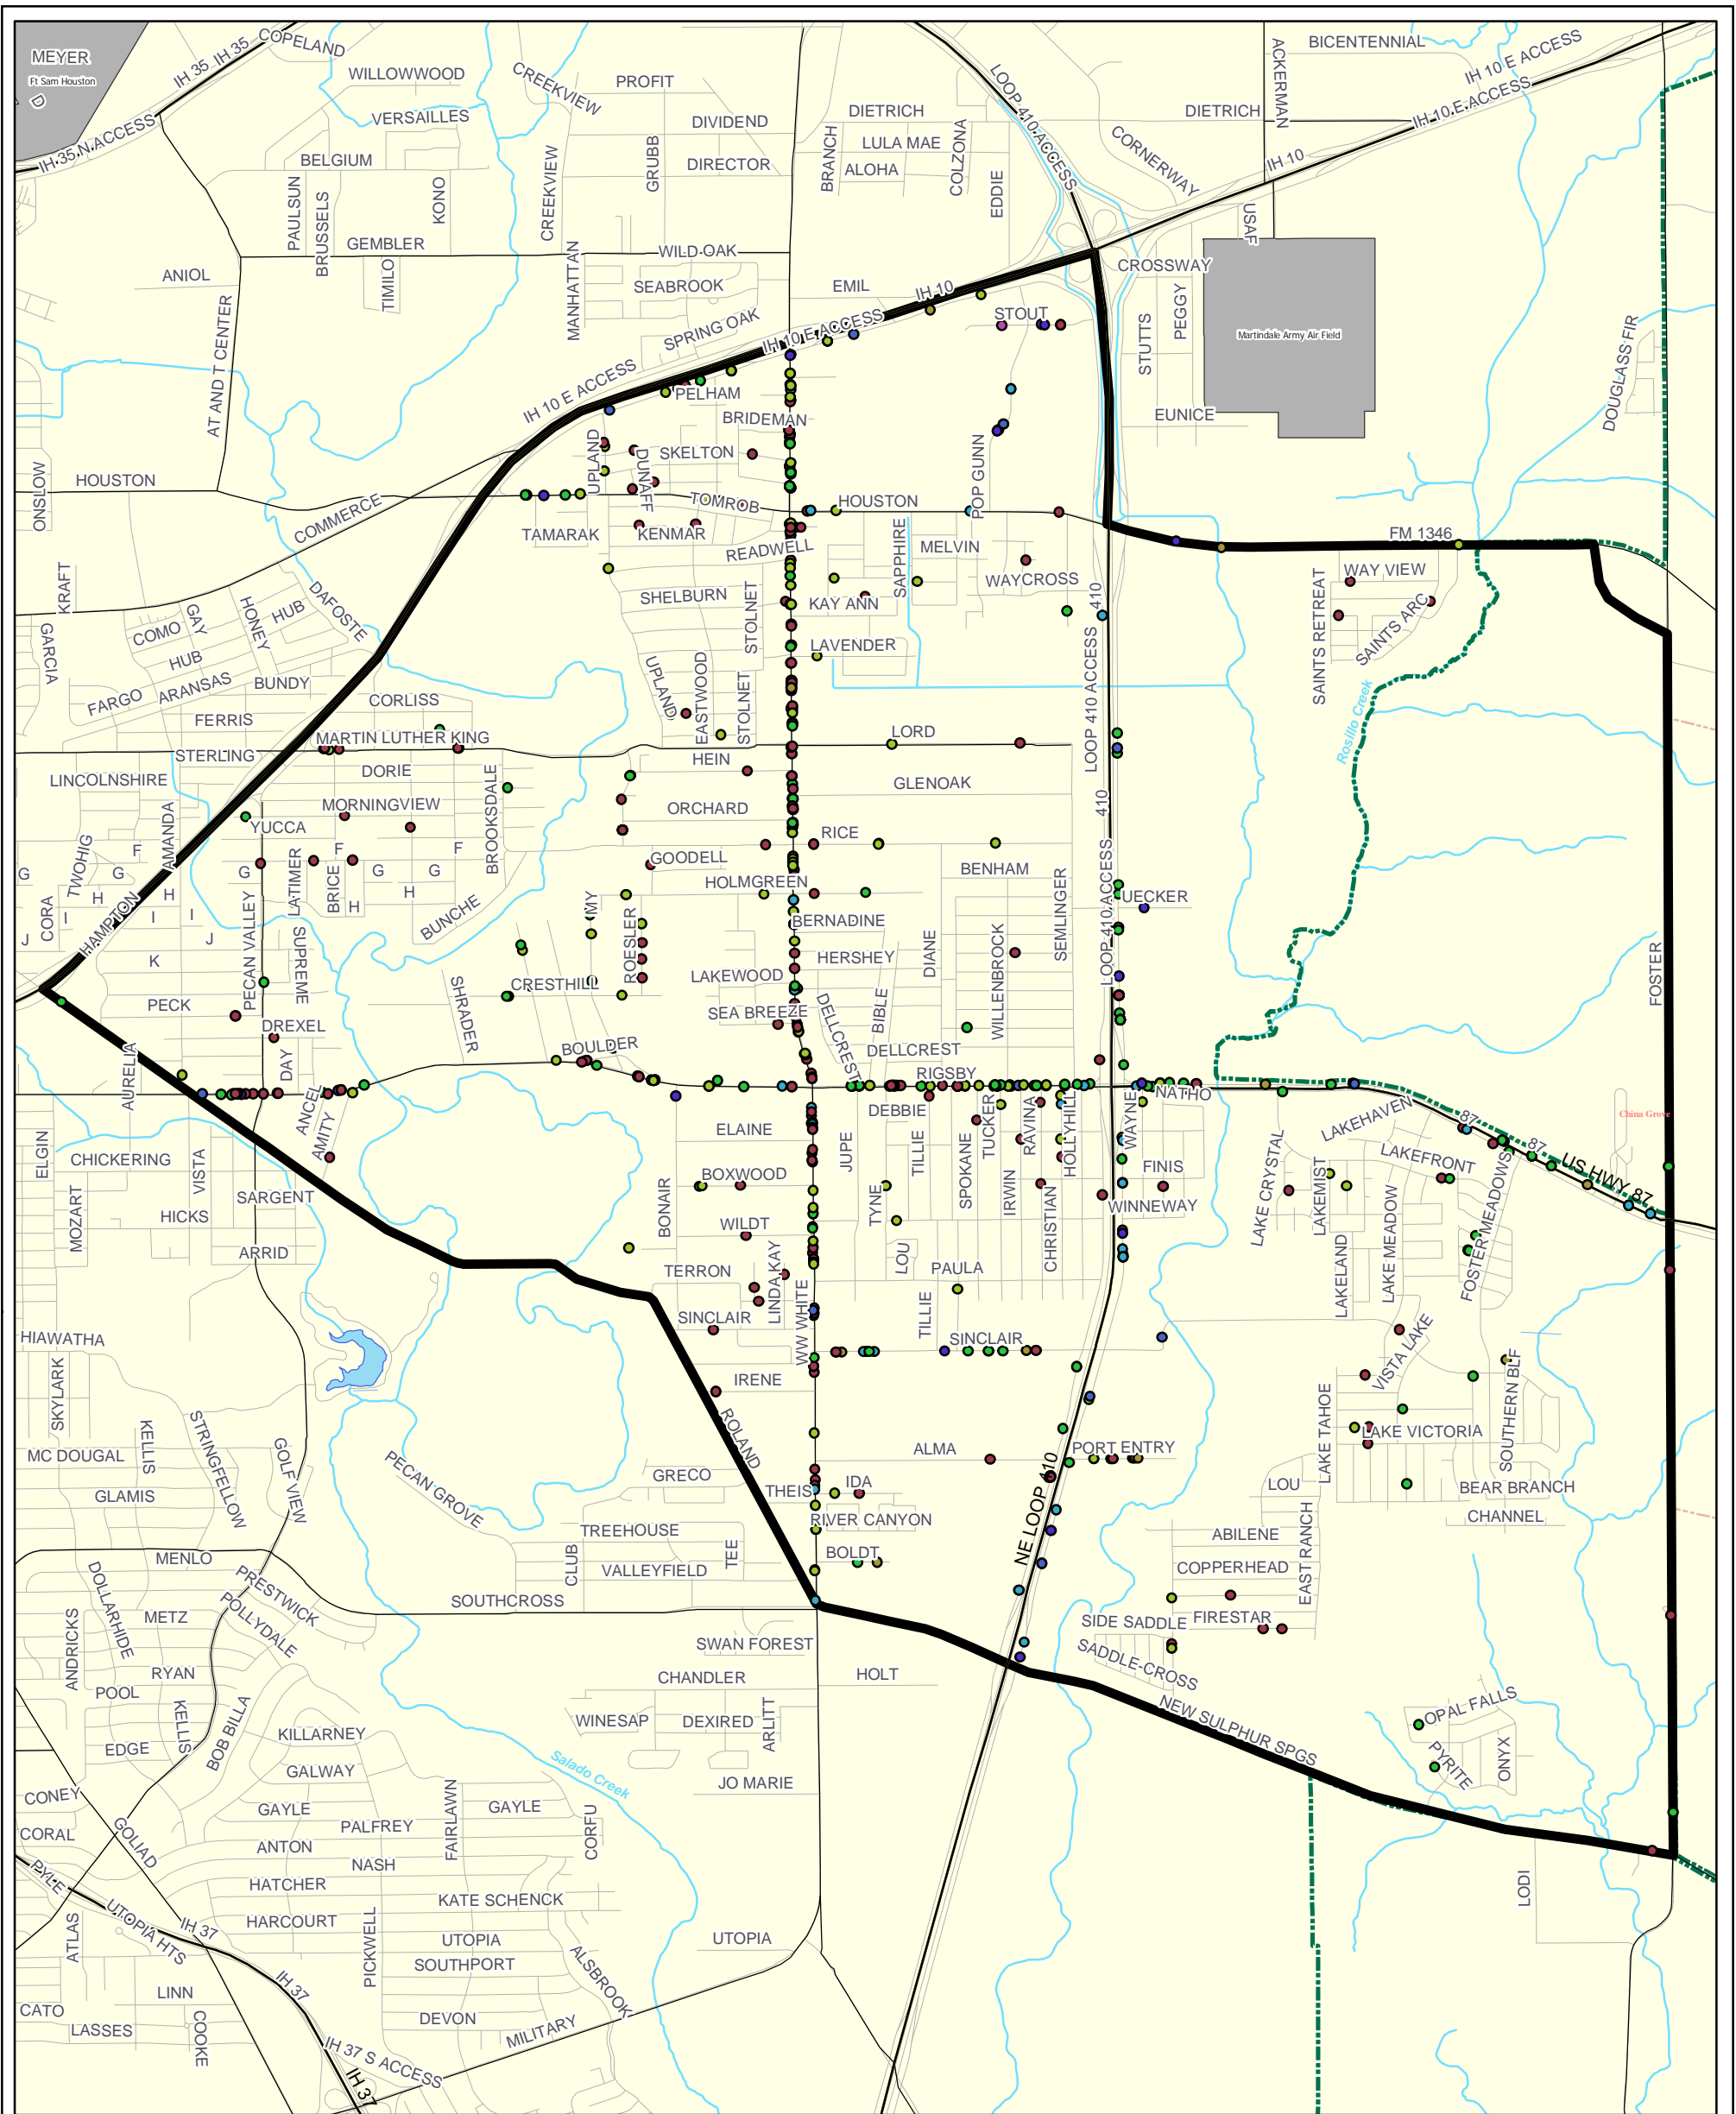 MEYER
Ft Sam Houston
D
IH 35
IH 35
COPELAND
IH 35 N ACCESS
WILLOWWOOD
VERSAILLES
BELGIUM
PAULSUN
BRUSSELS
KONO
GEMBLER
TIMILO
ANIOL
AT AND T CENTER
CREEKVIEW
CREEKVIEW
PROFIT
DIVIDEND
DIRECTOR
GRUBB
MANHATTAN
WILD OAK
SEABROOK
SPRING OAK
BRANCH
DIETRICH
LULA MAE
ALOHA
COLZONA
EDDIE
EMIL
LOOP 410 ACCESS
CORNERWAY
DIETRICH
ACKERMAN
BICENTENNIAL
IH 10 E ACCESS
IH 10 E ACCESS
IH 10
USAF
CROSSWAY
PEGGY
STUTTS
EUNICE
Martindale Army Air Field
DOUGLASS FIR
IH 10
IH 10 E ACCESS
IH 10 E ACCESS
STOUT
PELHAM
BRIDEMAN
SKELTON
UPLAND
DUNAFF
TOMROB
HOUSTON
POP GUNN
HOUSTON
ONSLOW
COMMERCE
TAMARAK
KENMAR
READWELL
SAPPHIRE
MELVIN
WAYCROSS
FM 1346
WAY VIEW
SAINTS RETREAT
SAINTS ARC
Rosillo Creek
KRAFT
GARCIA
COMO
GAY
HONEY
HUB
DAFOSTE
HUB
FARGO
ARANSAS
BUNDY
FERRIS
CORLISS
STERLING
MARTIN LUTHER KING
SHELBURN
STOLNET
KAY ANN
LAVENDER
UPLAND
EASTWOOD
STOLNET
410
LOOP 410 ACCESS
LORD
HEIN
GLENOAK
LINCOLNSHIRE
DORIE
MORNINGVIEW
YUCCA
BROOKSDALE
ORCHARD
RICE
410
AMANDA
TWOHIG
F
G
G
H
H
I
I
I
J
J
K
CORA
HAMPTON
G
F
F
G
G
H
H
LATIMER
BRICE
BUNCHE
GOODELL
HOLMGREEN
BENHAM
SEMLINGER
LOOP 410 ACCESS
UECKER
MY
ROESLER
BERNADINE
HERSHEY
DIANE
WILLENBROCK
PECAN VALLEY
SUPREME
PECK
DREXEL
DAY
SHRADER
CRESTHILL
LAKEWOOD
SEA BREEZE
DELLCREST
BIBLE
DELLCREST
FOSTER
BOULDER
RIGSBY
AURELIA
ANCEL
AMITY
NATHO
DEBBIE
ELAINE
JUPE
TILLIE
SPOKANE
TUCKER
RAVINA
HOLLYHILL
WAYNE
LAKEHAVEN
87
87
US HWY 87
China Grove
ELGIN
CHICKERING
MOZART
VISTA
SARGENT
HICKS
ARRID
BOXWOOD
BONAIR
WILDT
TYNE
IRWIN
CHRISTIAN
FINIS
WINNEWAY
LAKE CRYSTAL
LAKEMIST
LAKEFRONT
LAKE MEADOW
FOSTER MEADOWS
LOU
PAULA
TERRON
LINDA KAY
WW WHITE
SINCLAIR
TILLIE
SINCLAIR
LAKELAND
VISTA LAKE
SOUTHERN BLF
HIAWATHA
SKYLARK
IRENE
ROLAND
LAKE TAHOE
LAKE VICTORIA
MC DOUGAL
KELLIS
STRINGFELLOW
GOLF VIEW
GLAMIS
PECAN GROVE
GRECO
THEIS
ALMA
IDA
PORT ENTRY
LOU
BEAR BRANCH
CHANNEL
NE LOOP 410
RIVER CANYON
ABILENE
TREEHOUSE
CLUB
VALLEYFIELD
TEE
BOLDT
COPPERHEAD
EAST RANCH
MENLO
DOLLARHIDE
PRESTWICK
POLLYDALE
METZ
SOUTHCROSS
SIDE SADDLE
FIRESTAR
SADDLE-CROSS
ANDRICKS
RYAN
POOL
KELLIS
SWAN FOREST
CHANDLER
HOLT
NEW SULPHUR SPGS
OPAL FALLS
PYRITE
ONYX
EDGE
BOB BILLA
KILLARNEY
GALWAY
WINESAP
DEXIRED
ARLITT
JO MARIE
Salado Creek
CONEY
CORAL
GOLIAD
GAYLE
PALFREY
FAIRLAWN
GAYLE
CORFU
ANTON
NASH
HATCHER
KATE SCHENCK
HARCOURT
PICKWELL
UTOPIA
SOUTHPORT
UTOPIA
LODI
PYLE
ATLAS
UTOPIA HTS
IH 37
IH 37
ALSBROOK
LINN
CATO
LASSES
COOKE
DEVON
MILITARY
IH 37 S ACCESS
IH 37